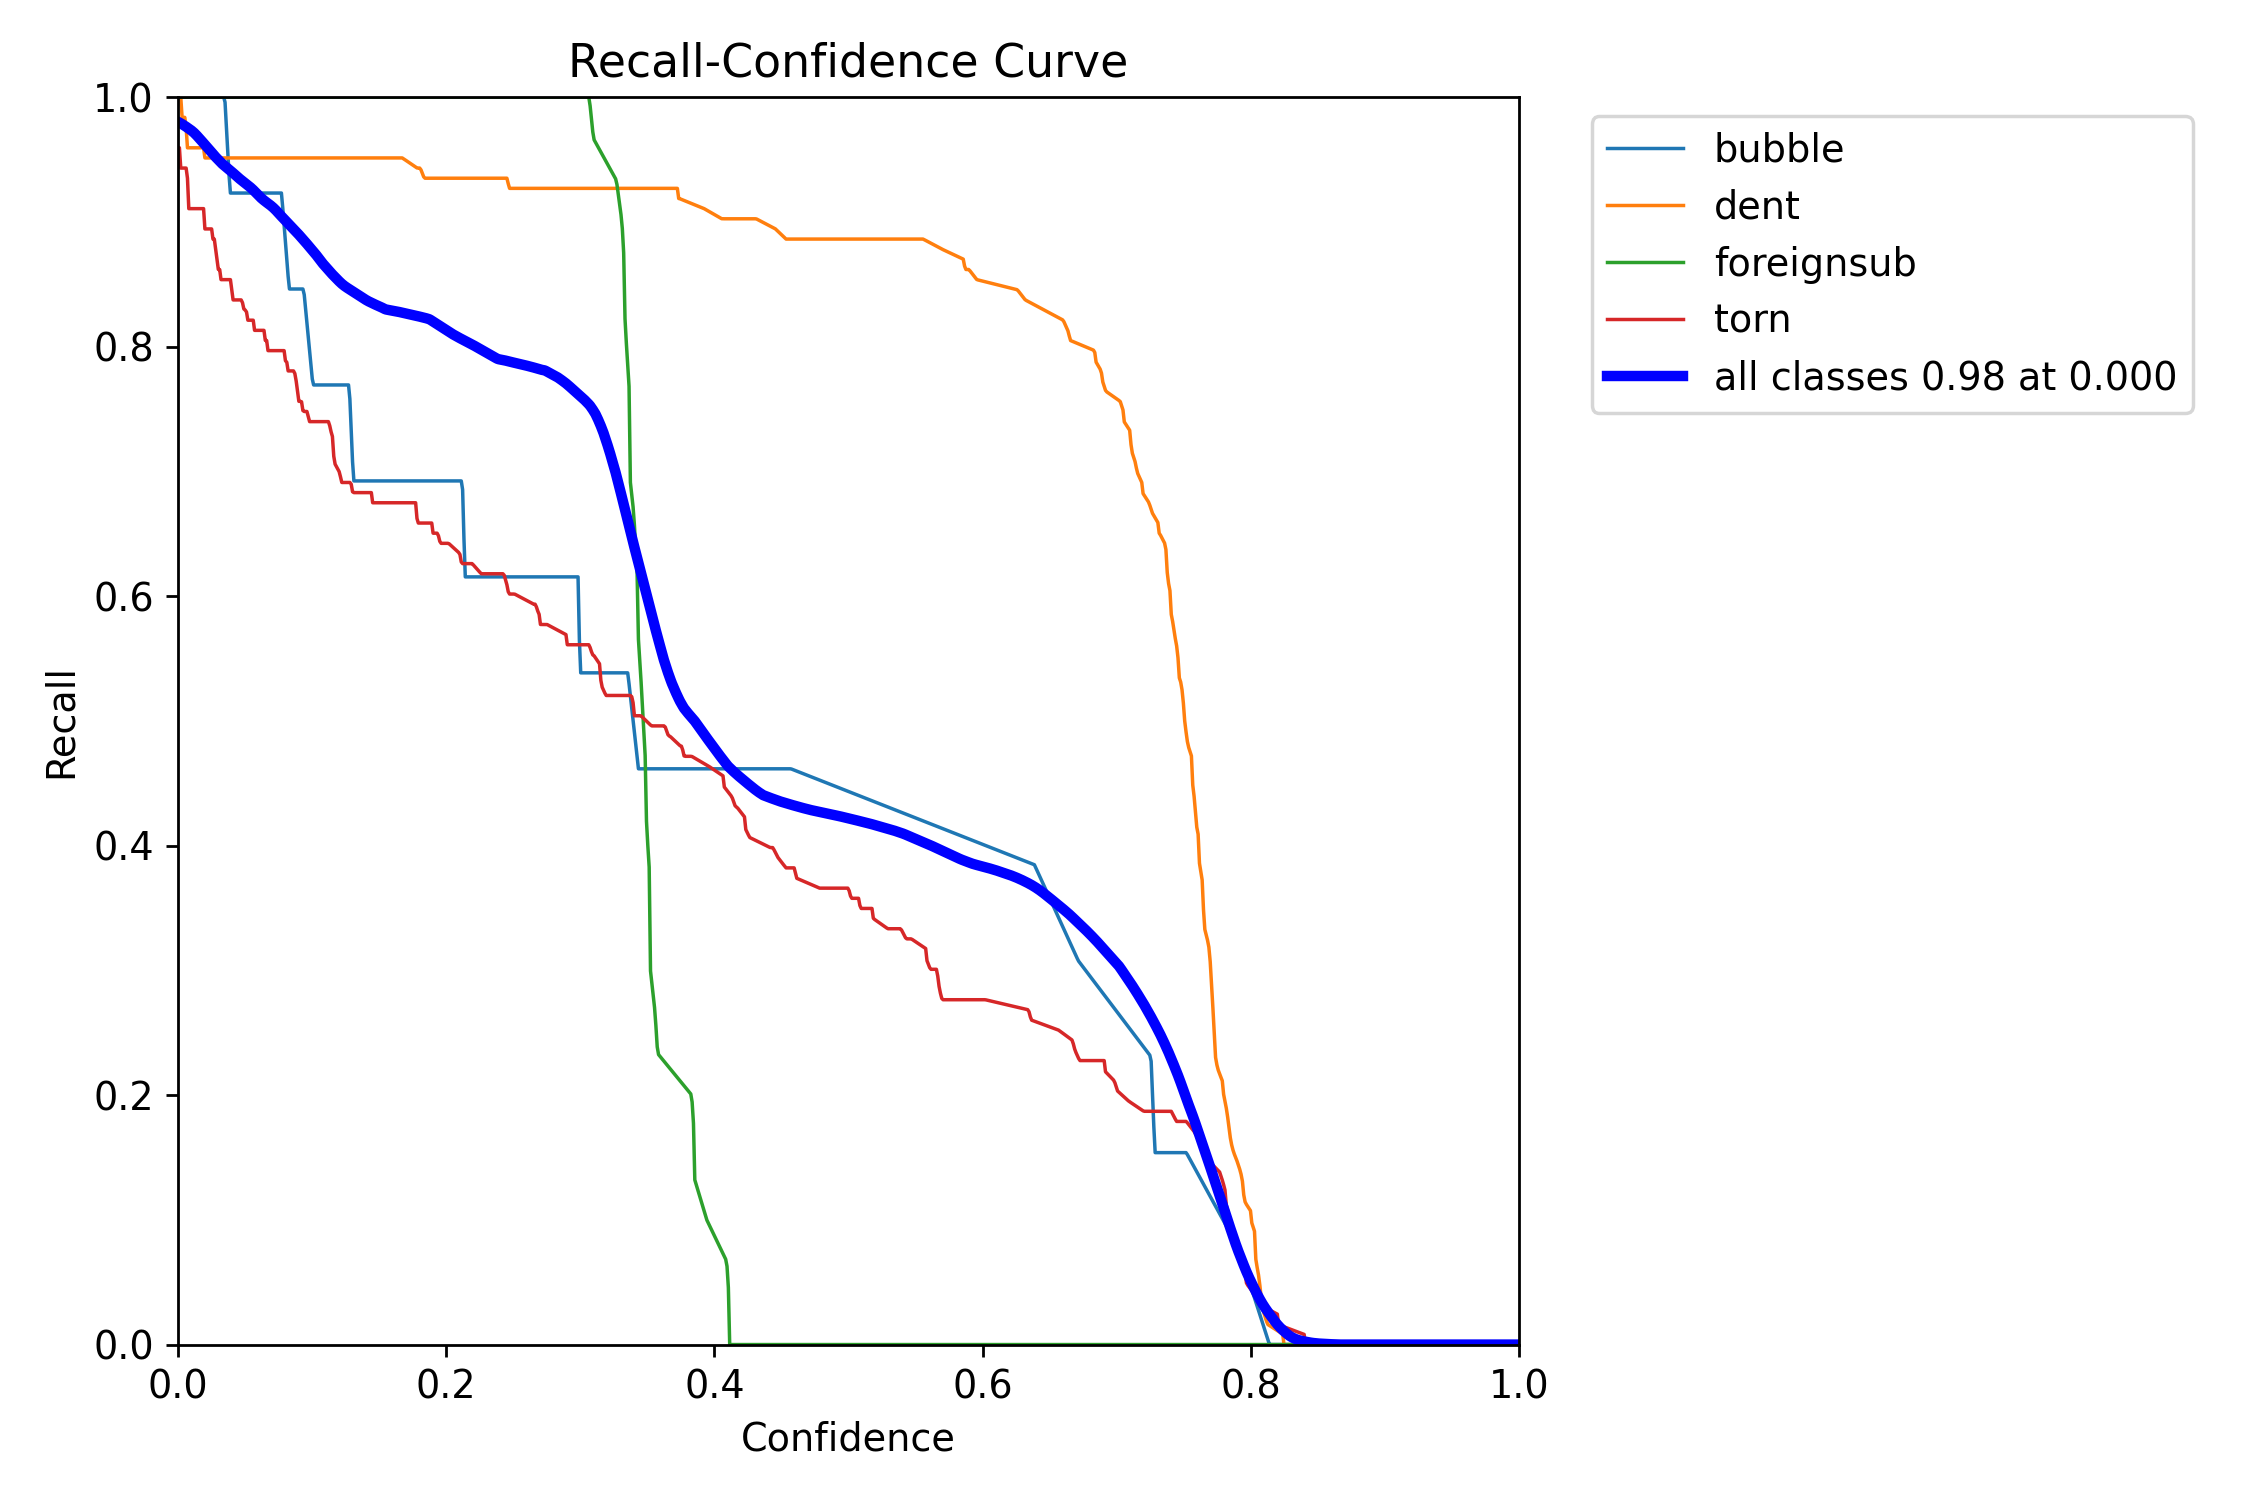 Recall-Confidence Curve
1.0
0.8
0.6
0.4
0.2
0.0
Recall
0.0 0.2 0.4 0.6 0.8 1.0
Confidence
bubble
dent
foreignsub
torn
all classes 0.98 at 0.000